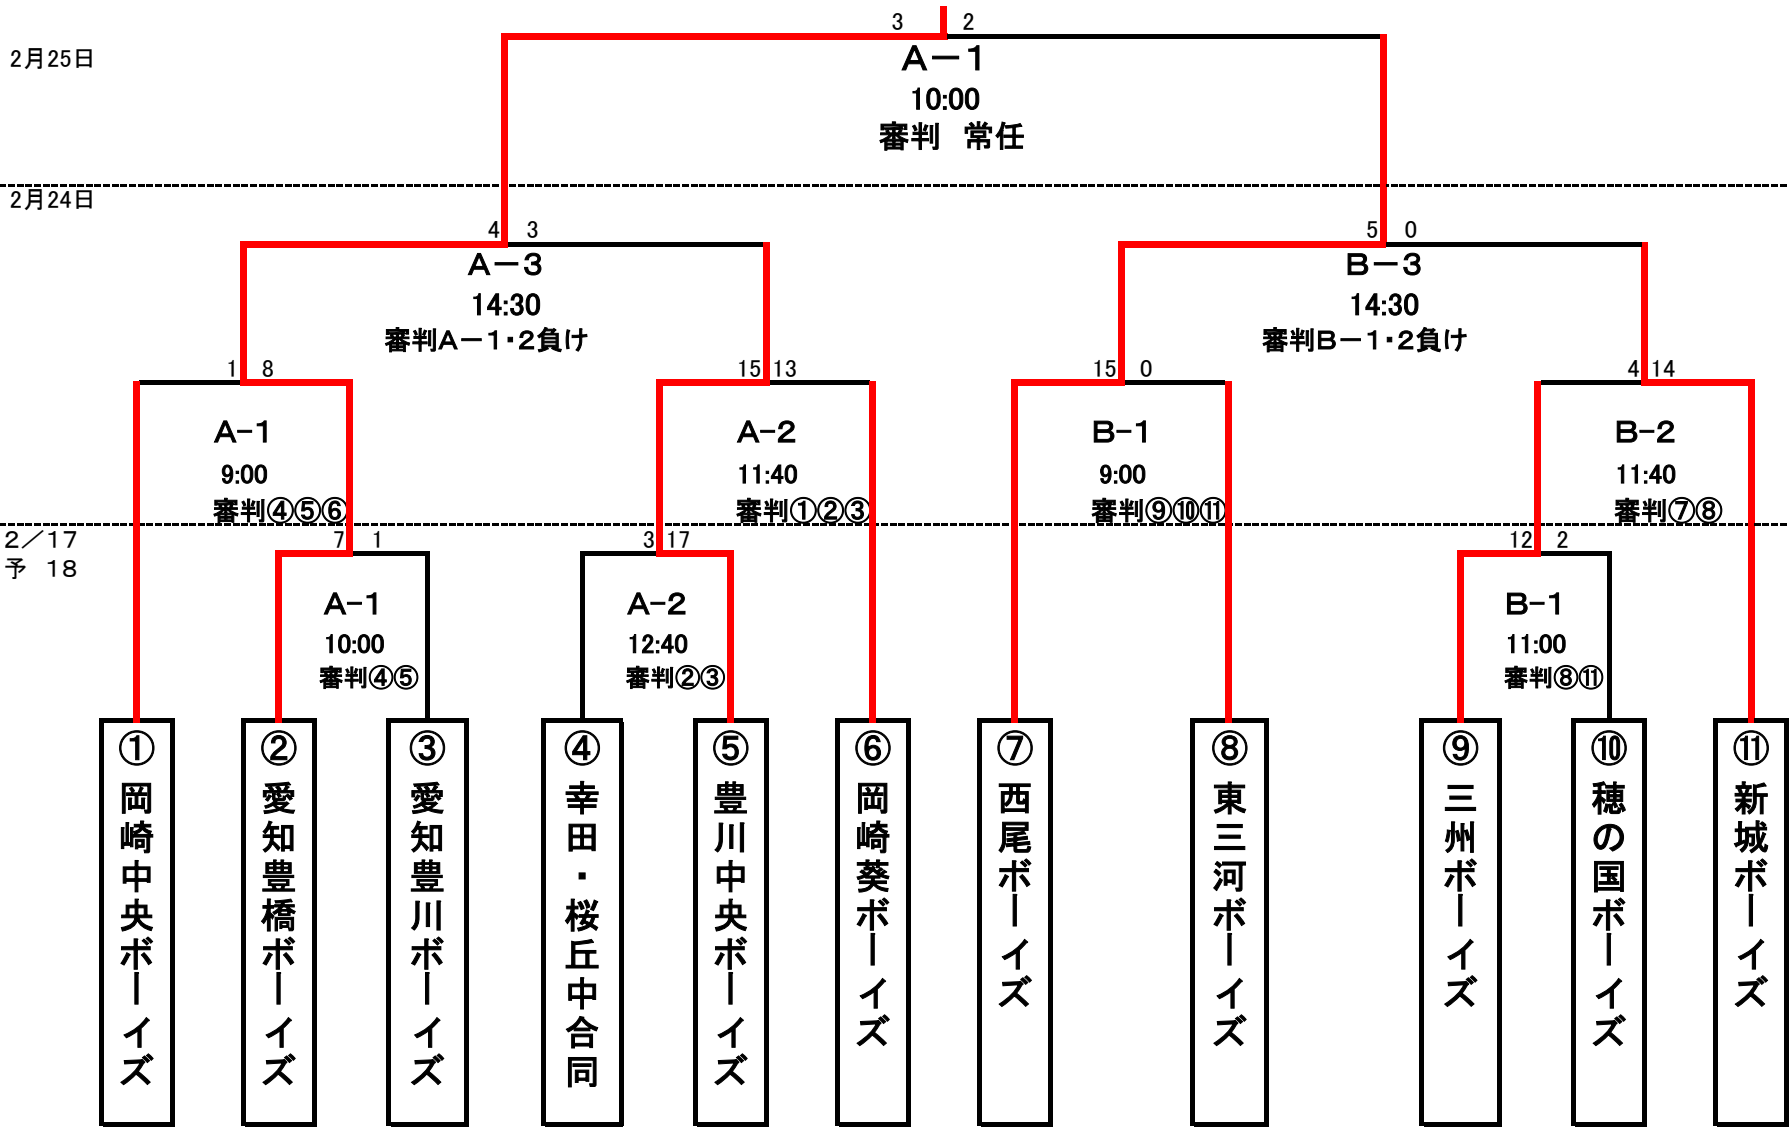 3 2
2月25日
A－1
10:00
審判　常任
2月24日
4 3
5 0
A－3
B－3
14:30
14:30
審判A－1・2負け
審判B－1・2負け
1 8
15 13
15 0
4 14
A-1
A-2
B-1
B-2
9:00
11:40
9:00
11:40
審判④⑤⑥
審判①②③
審判⑨⑩⑪
審判⑦⑧
2／17
予　18
7 1
3 17
12 2
A-1
A-2
B-1
10:00
12:40
11:00
審判④⑤
審判②③
審判⑧⑪
①岡崎中央ボーイズ
②愛知豊橋ボーイズ
③愛知豊川ボーイズ
④幸田・桜丘中合同
⑤豊川中央ボーイズ
⑥岡崎葵ボーイズ
⑦西尾ボーイズ
⑧東三河ボーイズ
⑨三州ボーイズ
⑩穂の国ボーイズ
⑪新城ボーイズ